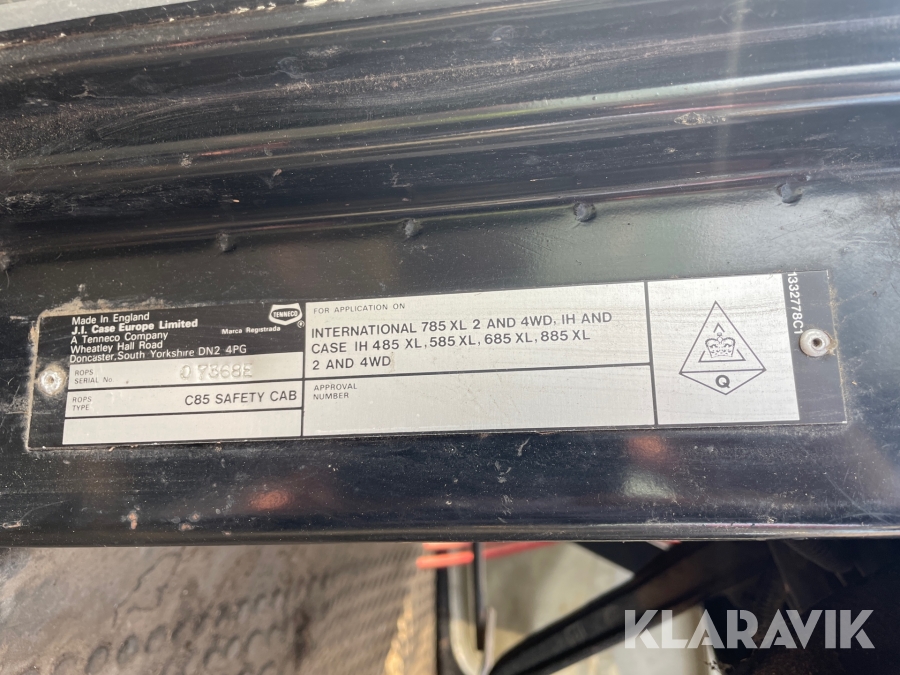 Made In England
J.I. Case Europe Limited
A Tenneco Company
Wheatley Hall Road
Doncaster, South Yorkshire DN2 4PG
Marca Registrada
TENNECO
ROPS
SERIAL No.
ROPS
TYPE
C85 SAFETY CAB
FOR APPLICATION ON
INTERNATIONAL 785 XL 2 AND 4WD, IH AND
CASE IH 485 XL, 585 XL, 685 XL, 885 XL
2 AND 4WD
APPROVAL
NUMBER
Q
1332778C1
KLARAVIK